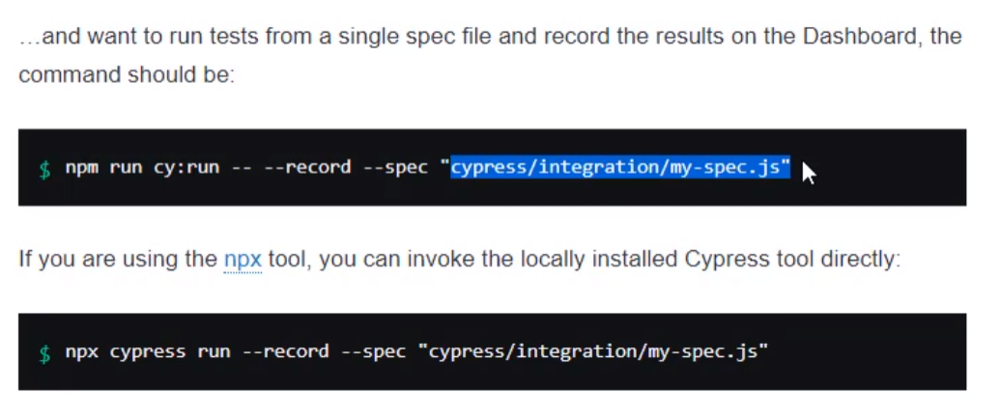 ...and want to run tests from a single spec file and record the results on the Dashboard, the
command should be:
$ npm run cy:run -- --record --spec "cypress/integration/my-spec.js"
If you are using the npx tool, you can invoke the locally installed Cypress tool directly:
$ npx cypress run --record --spec "cypress/integration/my-spec.js"